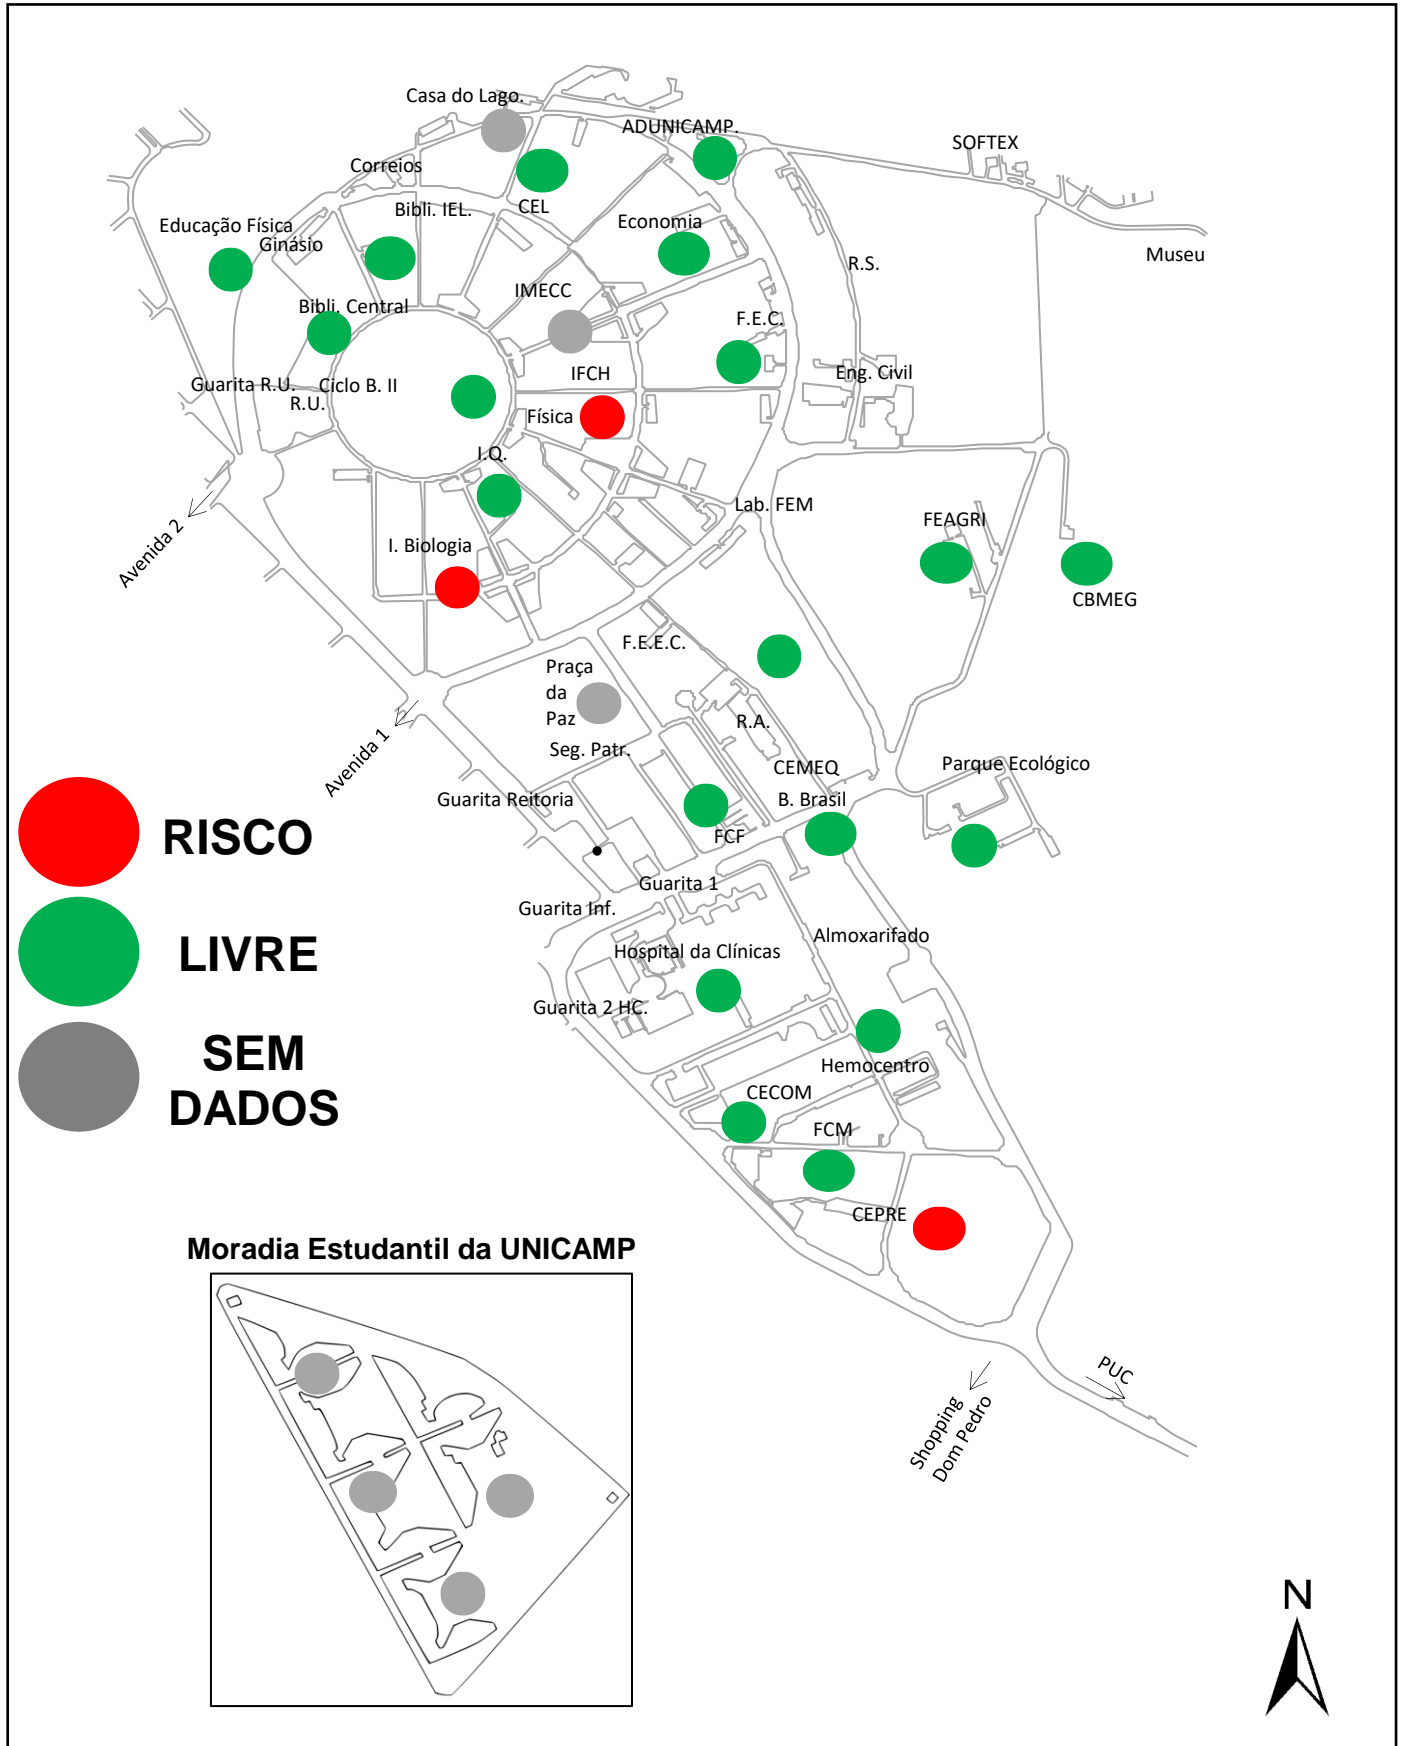 Casa do Lago.
ADUNICAMP.
SOFTEX
Correios
Bibli. IEL.
CEL
Economia
Educação Física
Ginásio
Museu
R.S.
IMECC
Bibli. Central
F.E.C.
IFCH
Eng. Civil
Guarita R.U.
Ciclo B. II
R.U.
Física
I.Q.
Lab. FEM
FEAGRI
Avenida 2
I. Biologia
CBMEG
F.E.E.C.
Praça
da
Paz
R.A.
Seg. Patr.
Avenida 1
CEMEQ
Parque Ecológico
Guarita Reitoria
B. Brasil
RISCO
FCF
Guarita 1
Guarita Inf.
LIVRE
Hospital da Clínicas
Almoxarifado
Guarita 2 HC.
SEM
DADOS
Hemocentro
CECOM
FCM
CEPRE
Moradia Estudantil da UNICAMP
PUC
Shopping
Dom Pedro
N